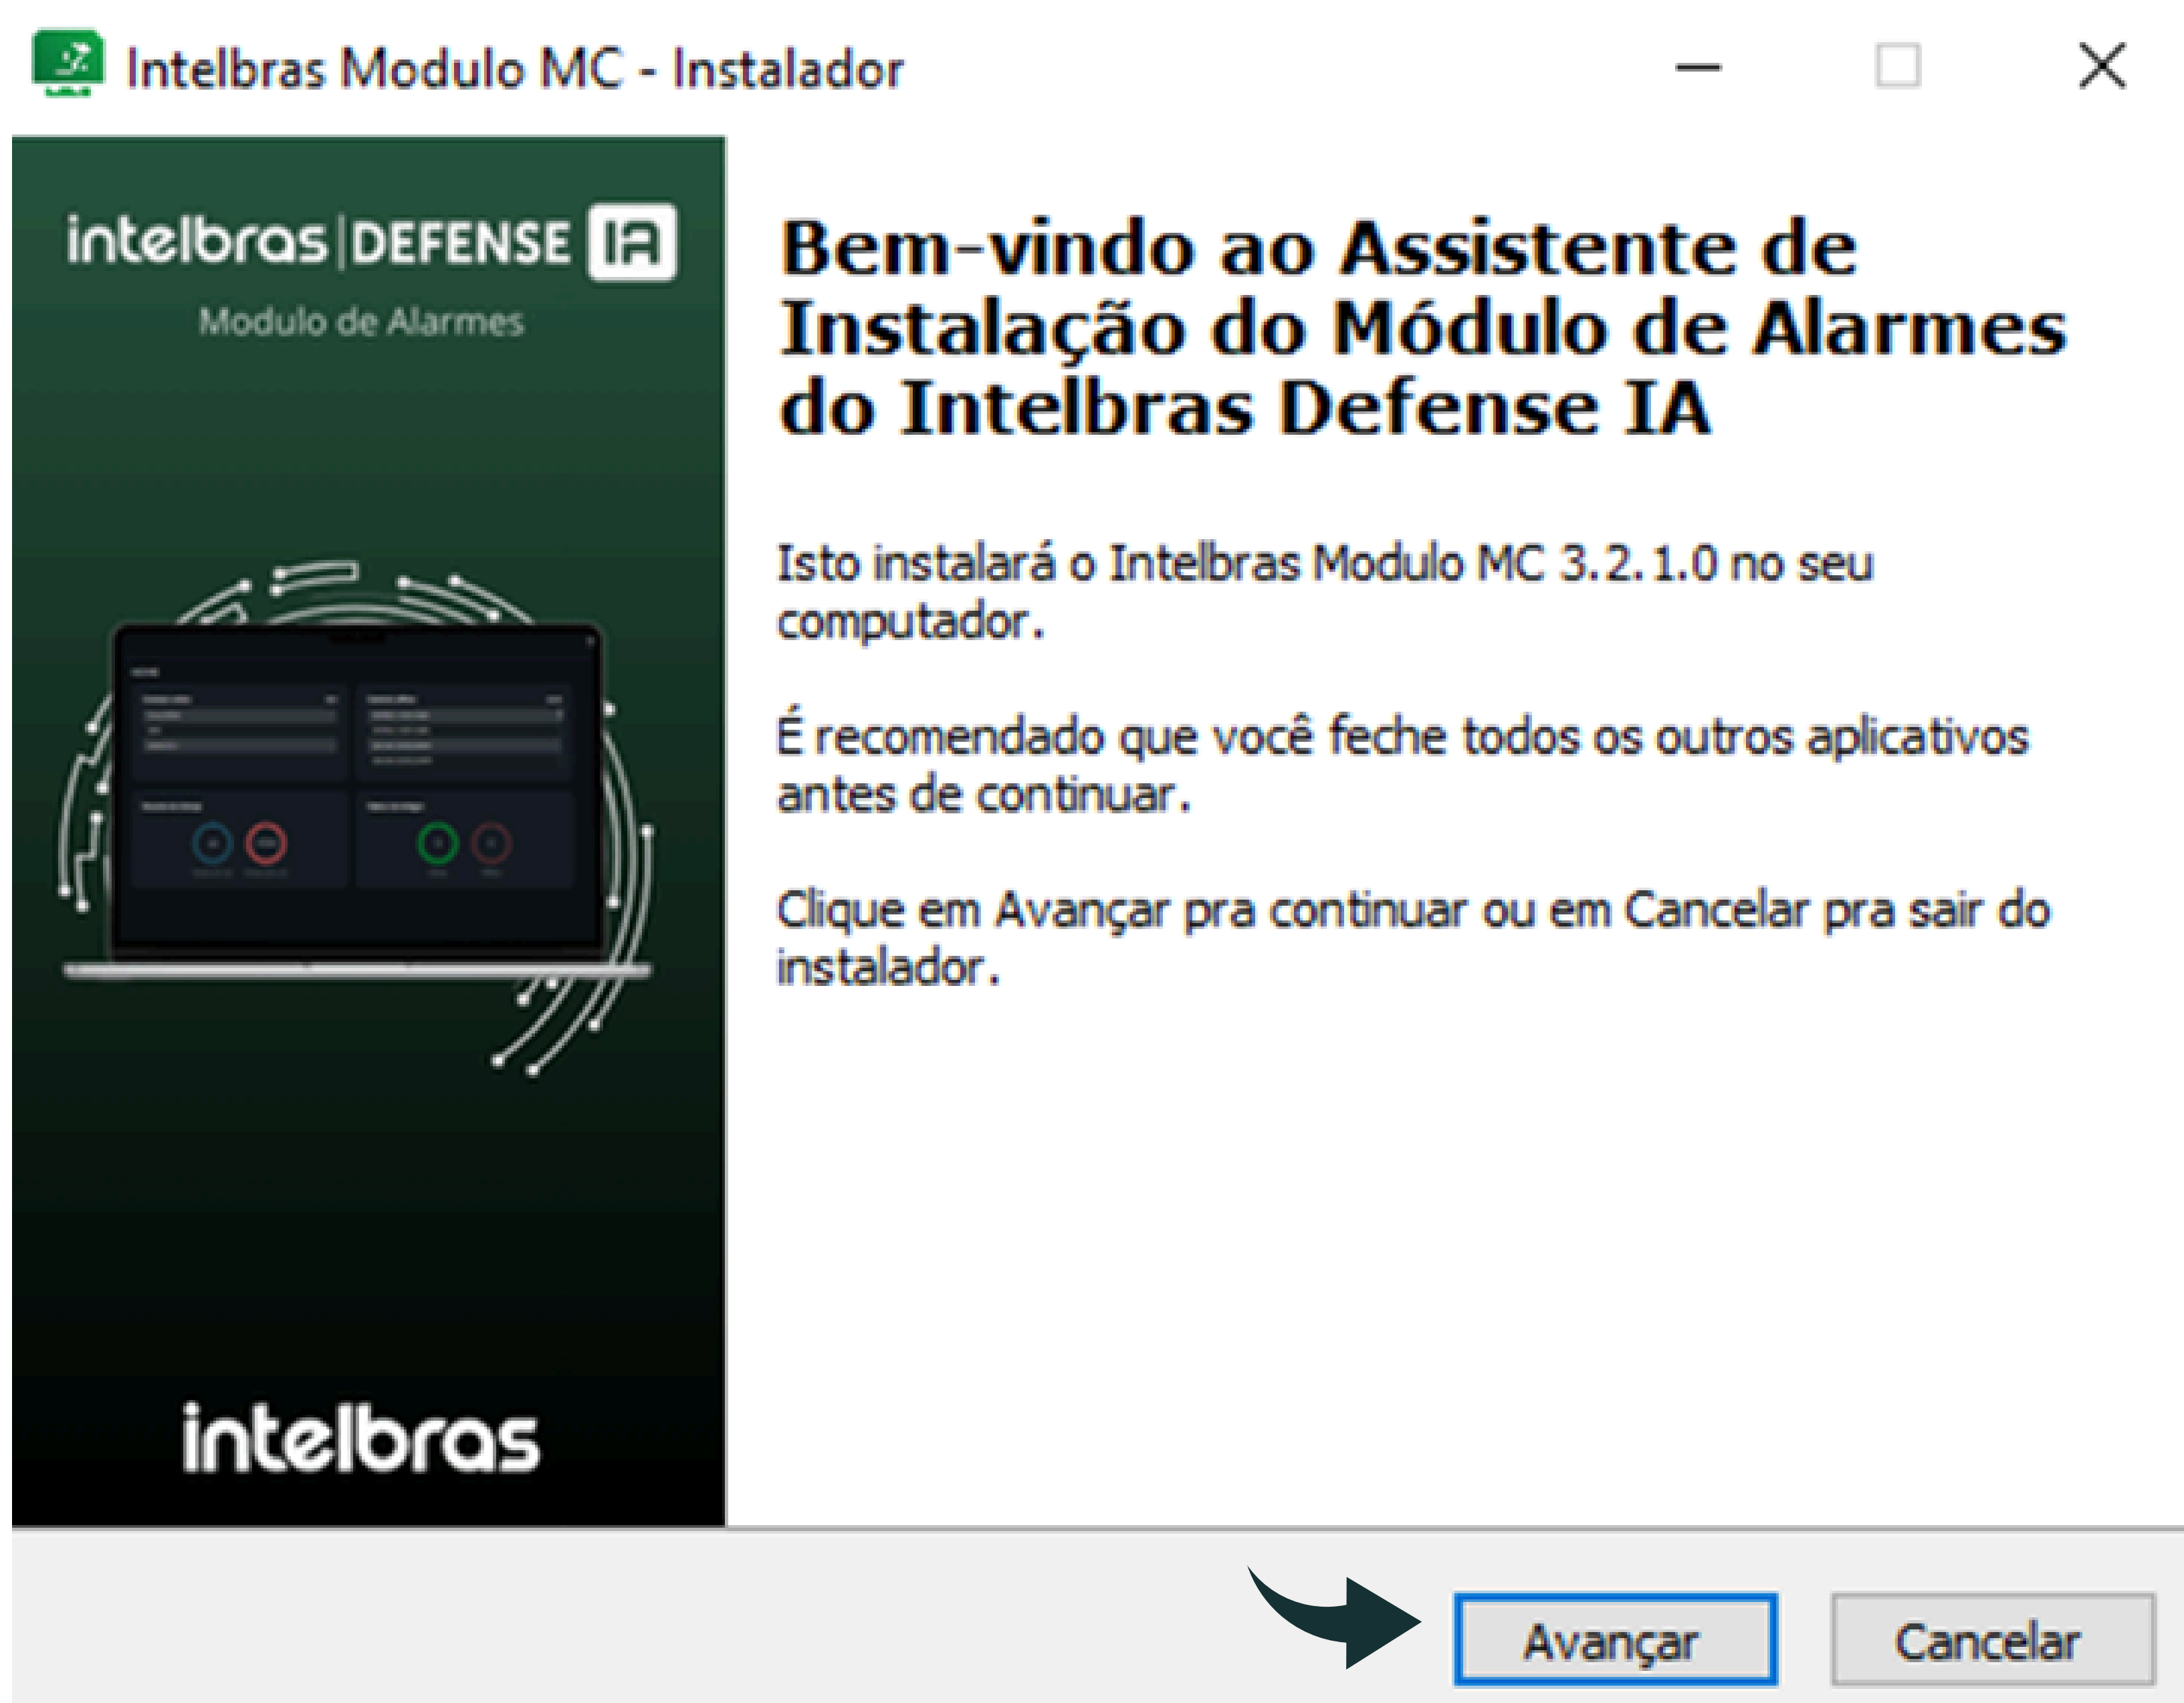 Intelbras Modulo MC - Instalador
intelbras|DEFENSE IA
Modulo de Alarmes
Bem-vindo ao Assistente de
Instalação do Módulo de Alarmes
do Intelbras Defense IA
Isto instalará o Intelbras Modulo MC 3.2.1.0 no seu
computador.
É recomendado que você feche todos os outros aplicativos
antes de continuar.
Clique em Avançar pra continuar ou em Cancelar pra sair do
instalador.
intelbras
Avançar
Cancelar